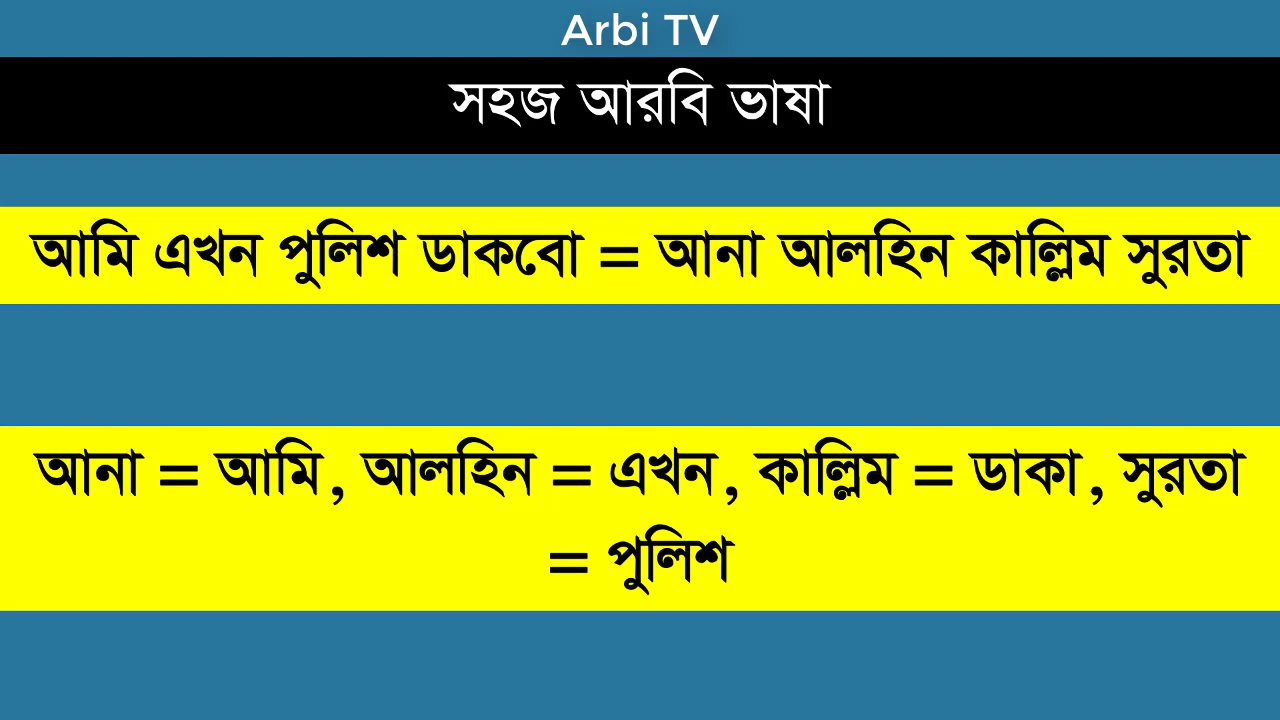 Arbi TV
সহজ আরবি ভাষা
আমি এখন পুলিশ ডাকবো = আনা আলহিন কাল্লিম সুরতা
আনা = আমি, আলহিন = এখন, কাল্লিম = ডাকা, সুরতা
= পুলিশ